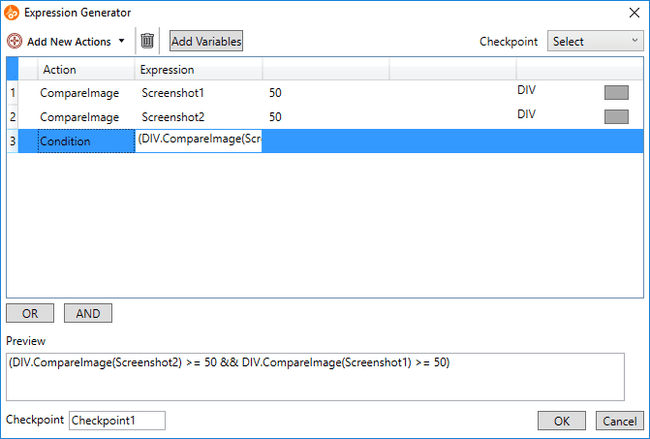 Expression Generator
Add New Actions Add Variables Checkpoint Select
Action Expression
1 CompareImage Screenshot1 50 DIV
2 CompareImage Screenshot2 50 DIV
3 Condition (DIV.CompareImage(Scr
OR AND
Preview
(DIV.CompareImage(Screenshot2) >= 50 && DIV.CompareImage(Screenshot1) >= 50)
Checkpoint Checkpoint1 OK Cancel